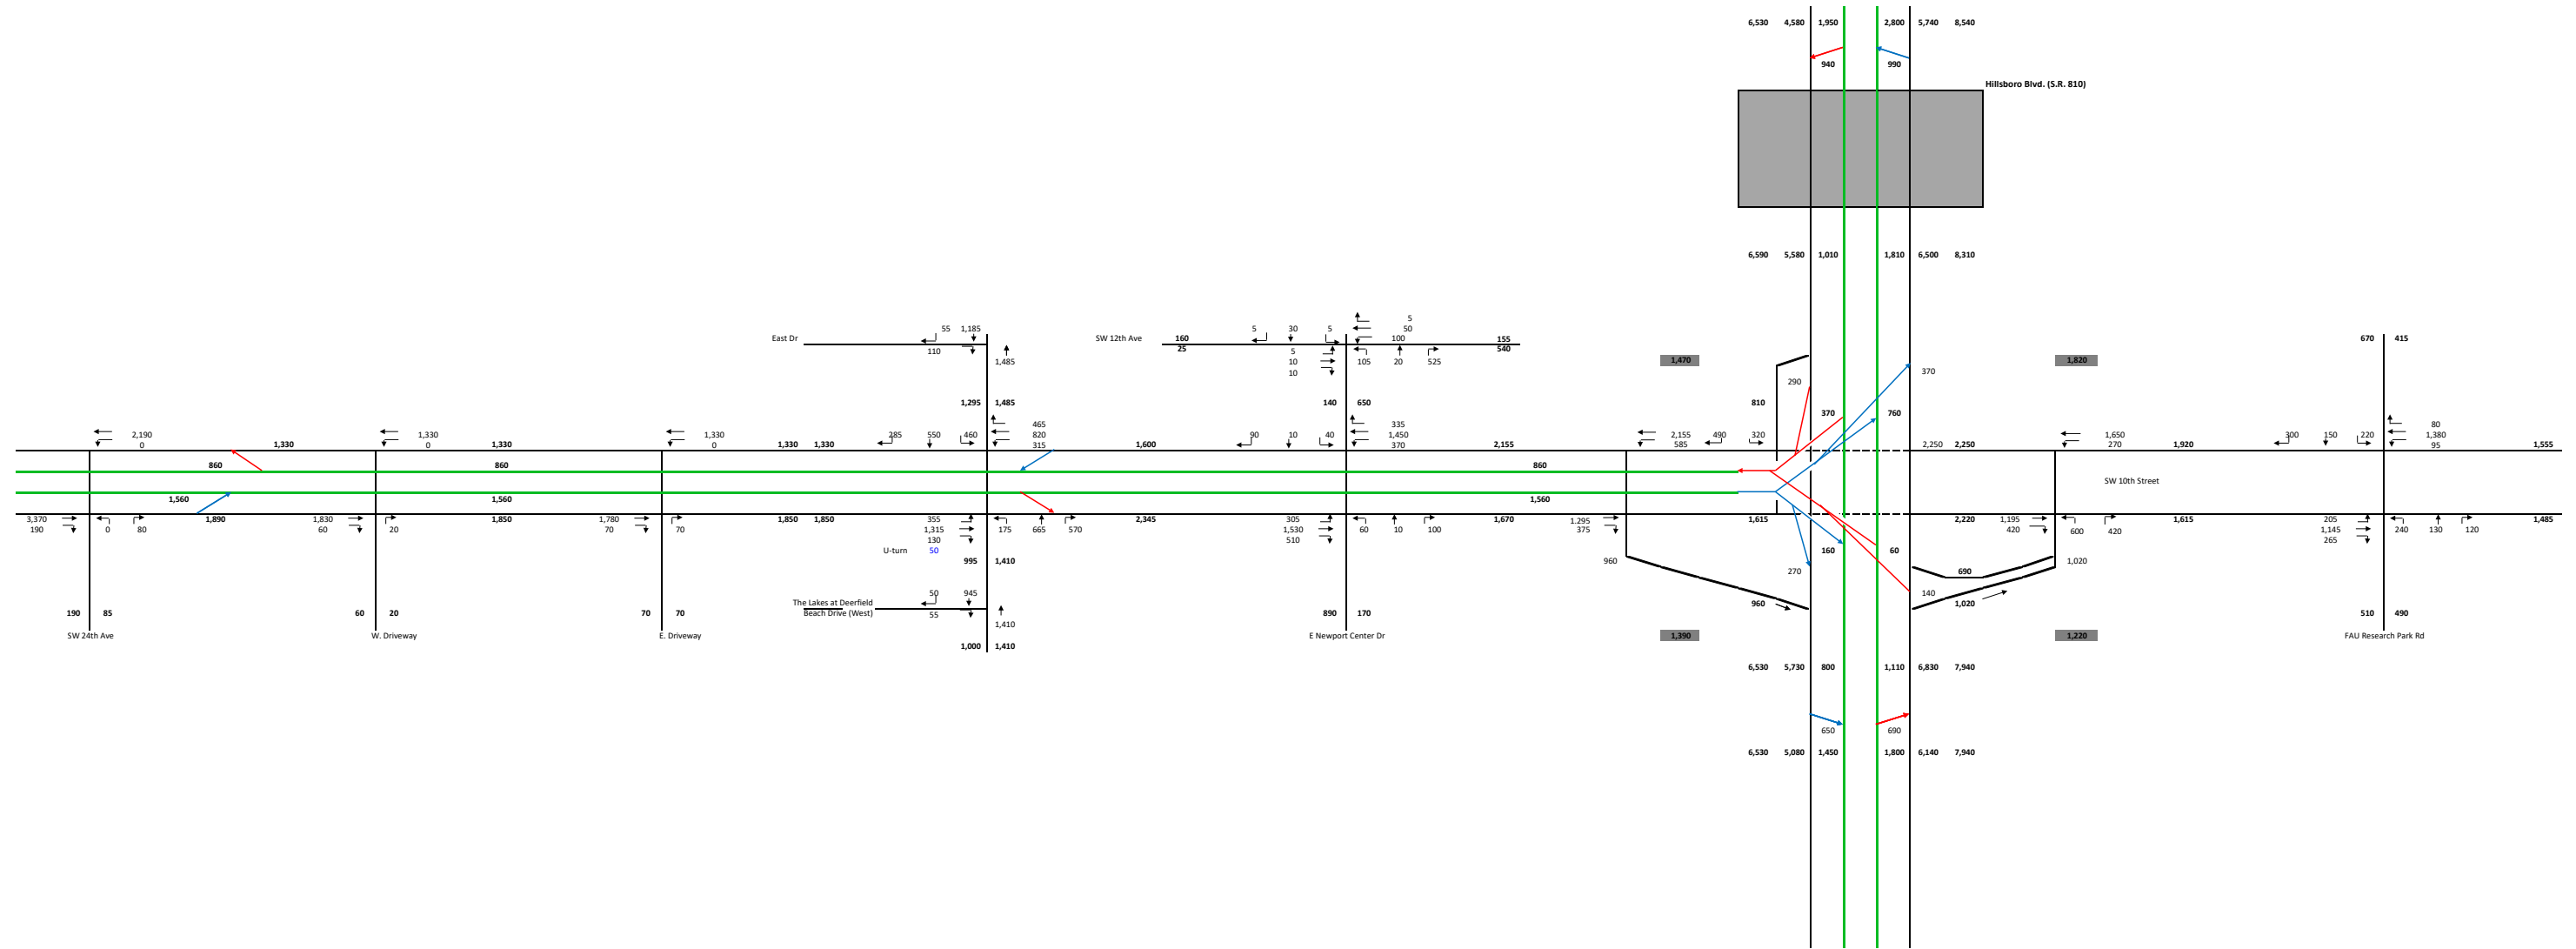 6,530 4,580 1,950 2,800 5,740 8,540
940 990
Hillsboro Blvd. (S.R. 810)
6,590 5,580 1,010 1,810 6,500 8,310
5
55 1,185 5 30 5 50
East Dr SW 12th Ave 160 100 155
110 25 5 540
1,485 10 105 20 525 1,470 1,820
10 370
290
1,295 1,485 140 650 810 370 760
465 335 80
2,190 1,330 1,330 285 550 460 820 90 10 40 1,450 2,155 490 320 1,650 300 150 220 1,380
0 1,330 0 1,330 0 1,330 1,330 315 1,600 370 2,155 585 2,250 2,250 270 1,920 95 1,555
860 860 860
SW 10th Street
1,560 1,560 1,560
3,370 1,890 1,830 1,850 1,780 1,850 1,850 355 2,345 305 1,670 1.295 1,615 2,220 1,195 1,615 205 1,485
190 0 80 60 20 70 70 1,315 175 665 570 1,530 60 10 100 375 420 600 420 1,145 240 130 120
130 510 265
U-turn 50 160 60
995 1,410 960 270 690 1,020
50 945 140
The Lakes at Deerfield 960 1,020
Beach Drive (West) 55
190 85 60 20 70 70 1,410 890 170 510 490
SW 24th Ave W. Driveway E. Driveway E Newport Center Dr 1,390 1,220 FAU Research Park Rd
1,000 1,410
6,530 5,730 800 1,110 6,830 7,940
650 690
6,530 5,080 1,450 1,800 6,140 7,940
670 415